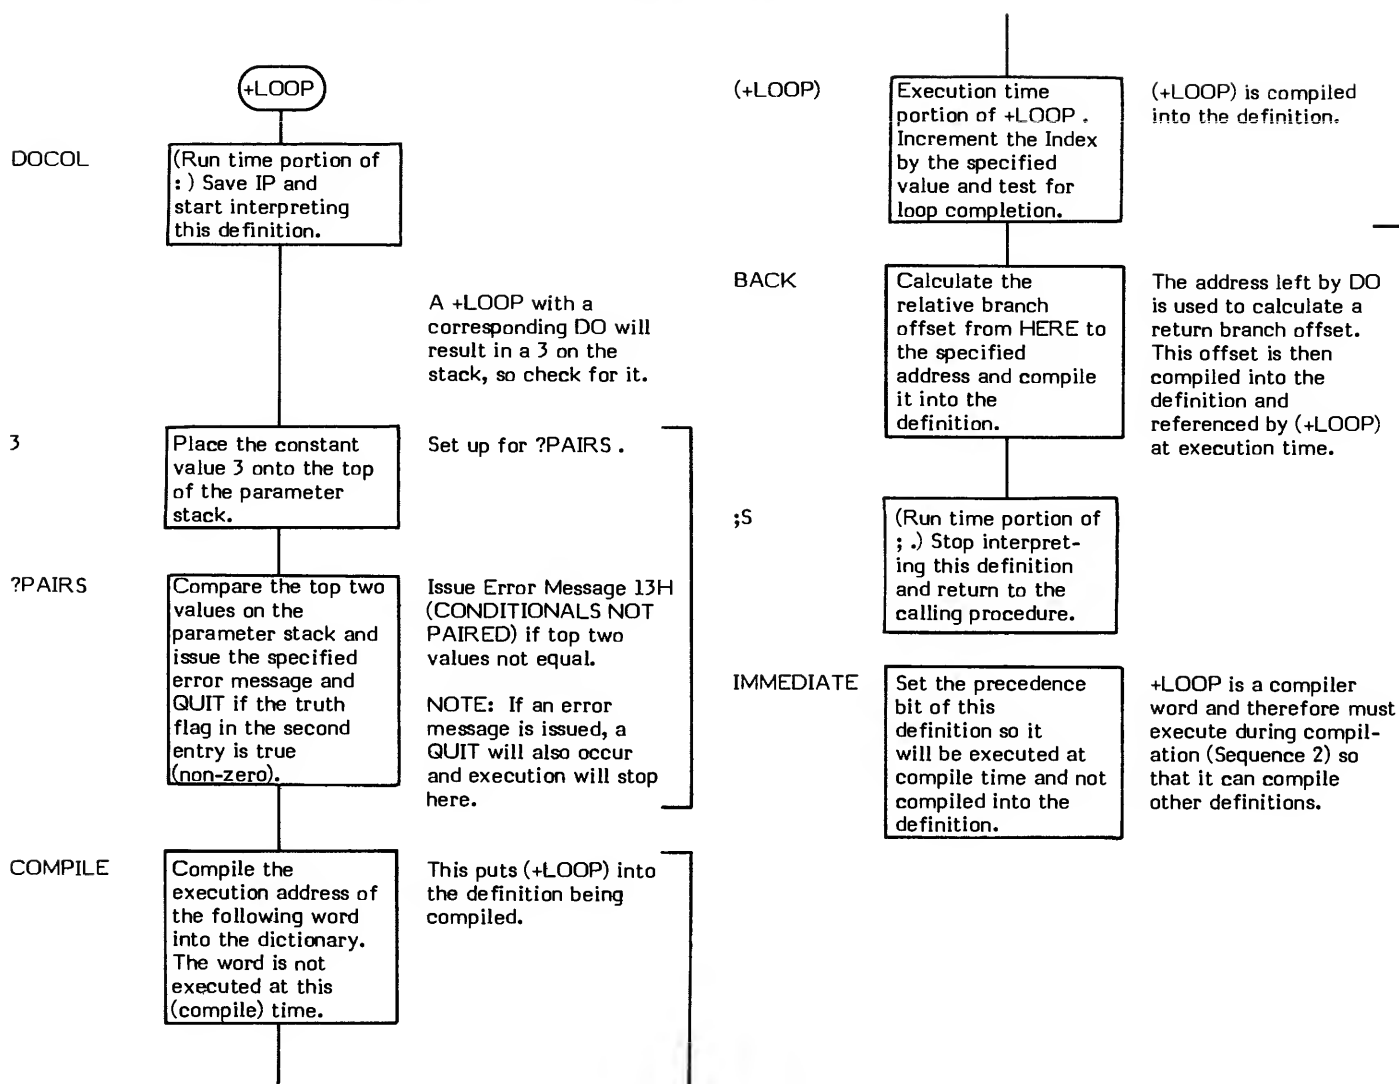 +LOOP
DOCOL
(Run time portion of
: ) Save IP and
start interpreting
this definition.
A +LOOP with a
corresponding DO will
result in a 3 on the
stack, so check for it.
3
Place the constant
value 3 onto the top
of the parameter
stack.
Set up for ?PAIRS .
?PAIRS
Compare the top two
values on the
parameter stack and
issue the specified
error message and
QUIT if the truth
flag in the second
entry is true
(non-zero).
Issue Error Message 13H
(CONDITIONALS NOT
PAIRED) if top two
values not equal.
NOTE: If an error
message is issued, a
QUIT will also occur
and execution will stop
here.
COMPILE
Compile the
execution address of
the following word
into the dictionary.
The word is not
executed at this
(compile) time.
This puts (+LOOP) into
the definition being
compiled.
(+LOOP)
Execution time
portion of +LOOP .
Increment the Index
by the specified
value and test for
loop completion.
(+LOOP) is compiled
into the definition.
BACK
Calculate the
relative branch
offset from HERE to
the specified
address and compile
it into the
definition.
The address left by DO
is used to calculate a
return branch offset.
This offset is then
compiled into the
definition and
referenced by (+LOOP)
at execution time.
;S
(Run time portion of
; .) Stop interpret-
ing this definition
and return to the
calling procedure.
IMMEDIATE
Set the precedence
bit of this
definition so it
will be executed at
compile time and not
compiled into the
definition.
+LOOP is a compiler
word and therefore must
execute during compil-
ation (Sequence 2) so
that it can compile
other definitions.